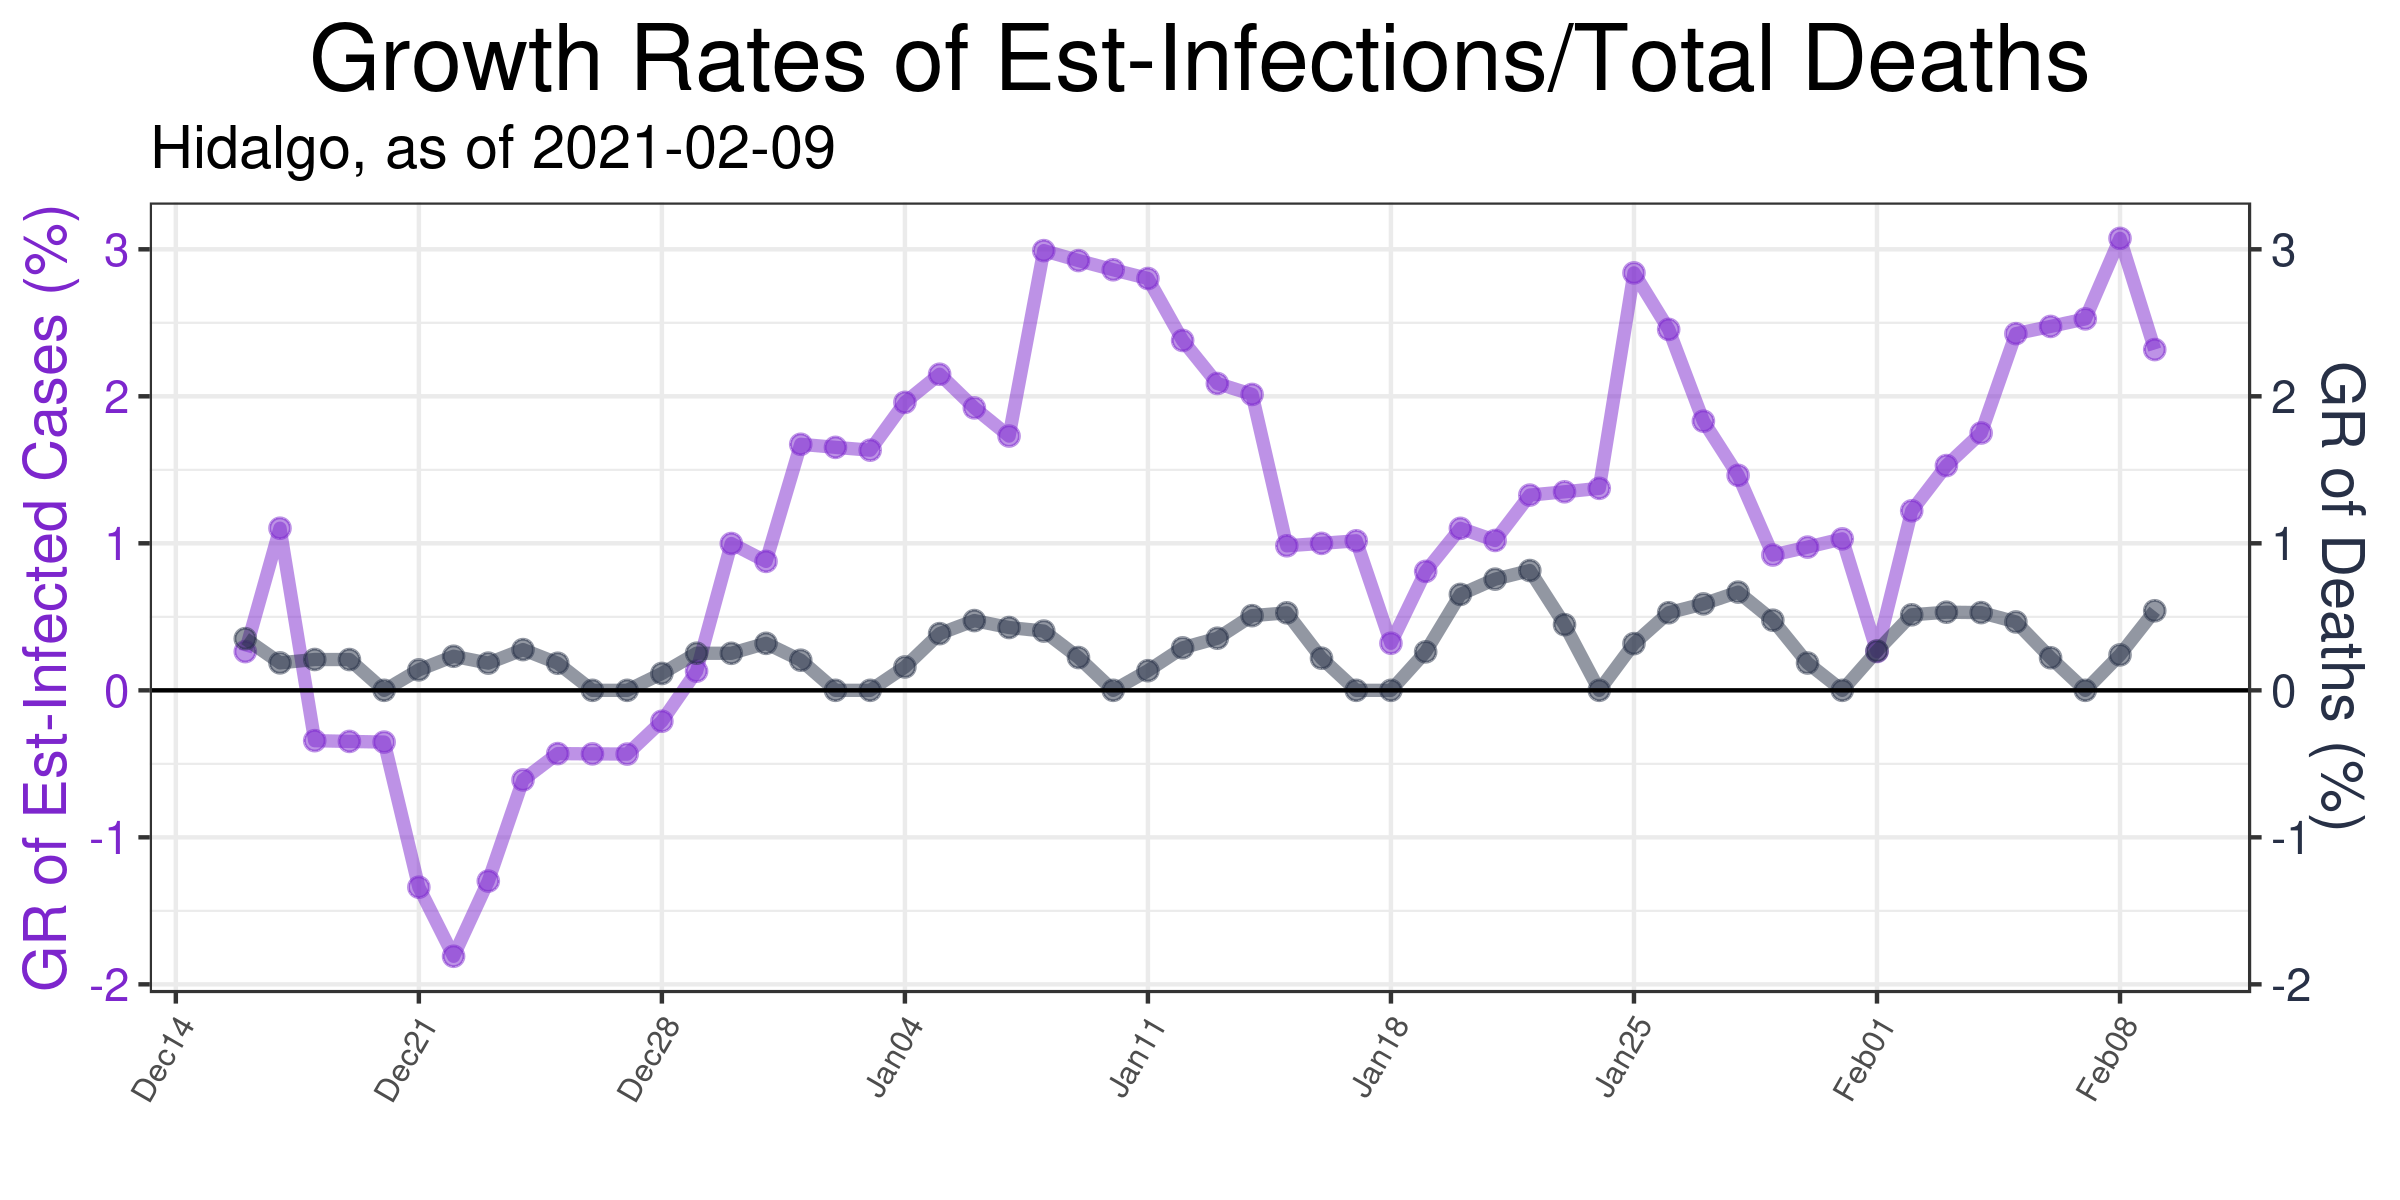 Growth Rates of Est-Infections/Total Deaths
Hidalgo, as of 2021-02-09
GR of Est-Infected Cases (%)
3
2
1
0
-1
-2
3
2
1
0
-1
-2
GR of Deaths (%)
Dec14
Dec21
Dec28
Jan04
Jan11
Jan18
Jan25
Feb01
Feb08